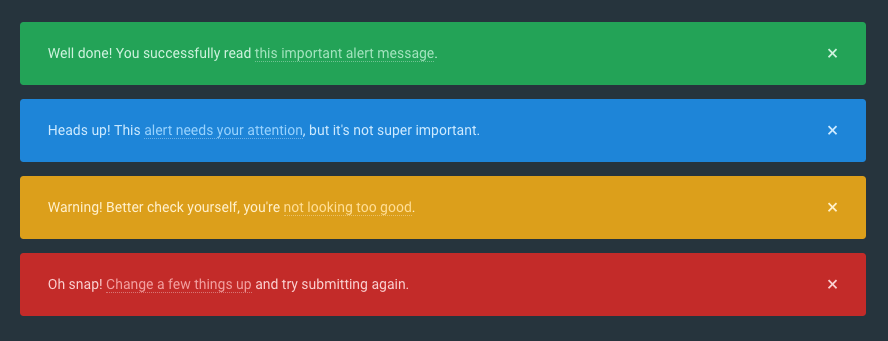 Well done! You successfully read this important alert message. ×
Heads up! This alert needs your attention, but it's not super important. ×
Warning! Better check yourself, you're not looking too good. ×
Oh snap! Change a few things up and try submitting again. ×